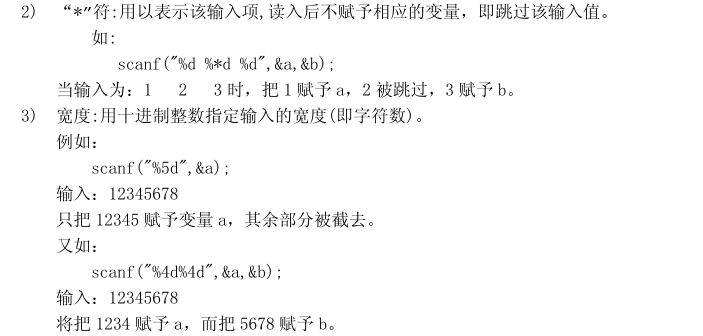 2) “*”符:用以表示该输入项,读入后不赋予相应的变量，即跳过该输入值。
如:
scanf("%d %*d %d",&a,&b);
当输入为：1 2 3 时，把 1 赋予 a，2 被跳过，3 赋予 b。
3) 宽度:用十进制整数指定输入的宽度(即字符数)。
例如：
scanf("%5d",&a);
输入：12345678
只把 12345 赋予变量 a，其余部分被截去。
又如：
scanf("%4d%4d",&a,&b);
输入：12345678
将把 1234 赋予 a，而把 5678 赋予 b。